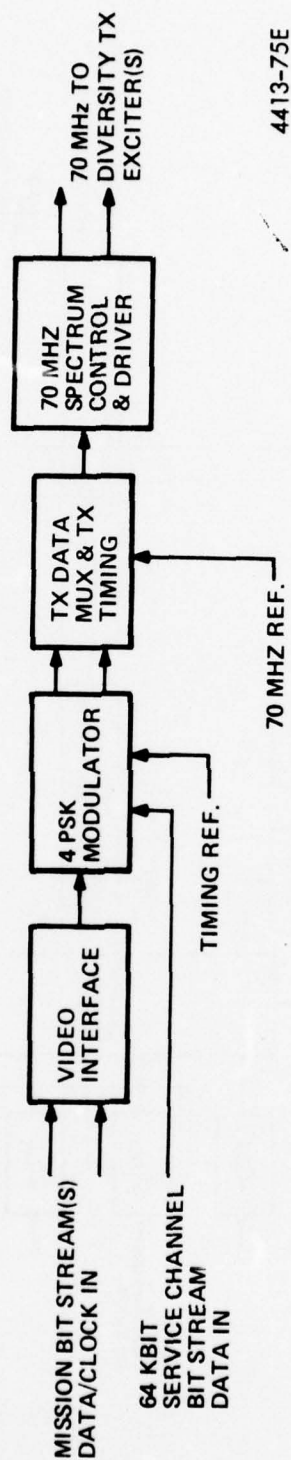 MISSION BIT STREAM(S)
DATA/CLOCK IN
64 KBIT
SERVICE CHANNEL
BIT STREAM
DATA IN
VIDEO
INTERFACE
4 PSK
MODULATOR
TIMING REF.
TX DATA
MUX & TX
TIMING
70 MHZ REF.
70 MHZ
SPECTRUM
CONTROL
& DRIVER
70 MHz TO
DIVERSITY TX
EXCITER(S)
4413-75E